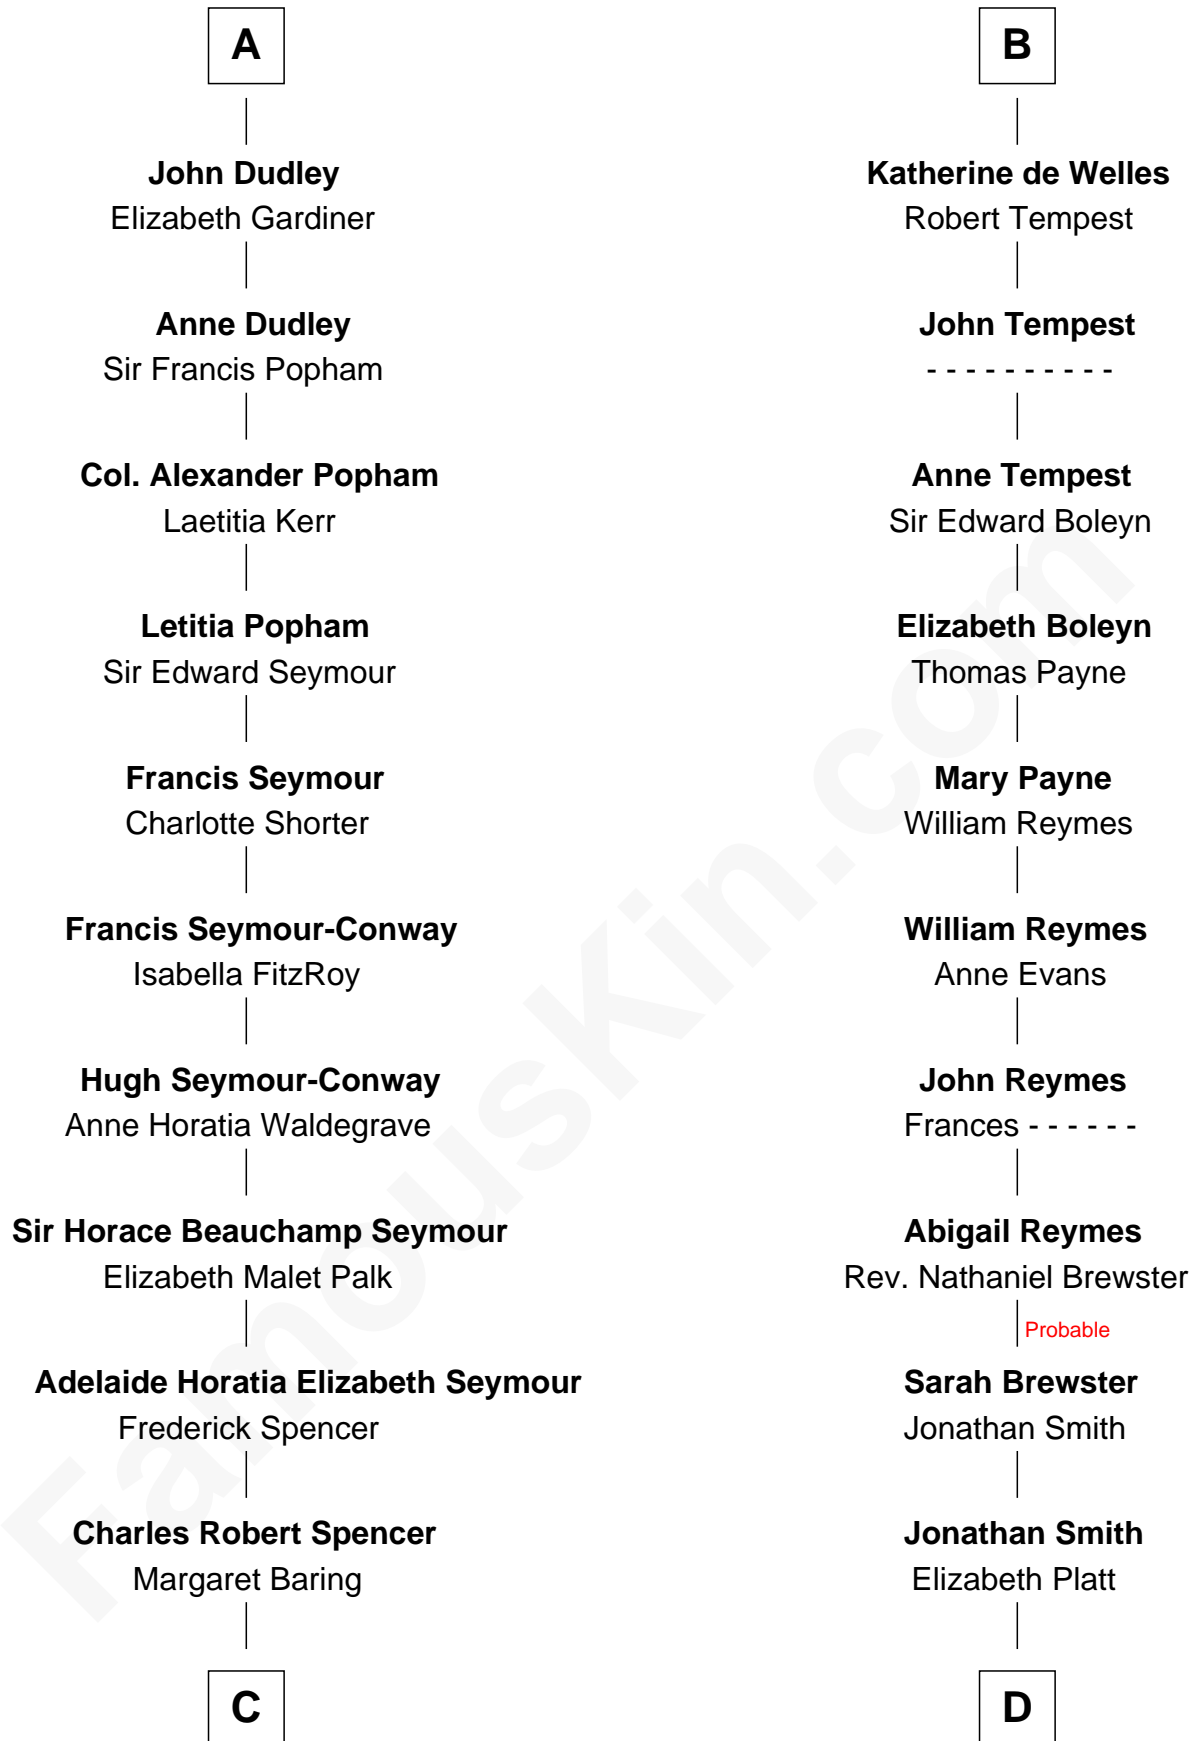 A
John Dudley
Elizabeth Gardiner
Anne Dudley
Sir Francis Popham
Col. Alexander Popham
Laetitia Kerr
Letitia Popham
Sir Edward Seymour
Francis Seymour
Charlotte Shorter
Francis Seymour-Conway
Isabella FitzRoy
Hugh Seymour-Conway
Anne Horatia Waldegrave
Sir Horace Beauchamp Seymour
Elizabeth Malet Palk
Adelaide Horatia Elizabeth Seymour
Frederick Spencer
Charles Robert Spencer
Margaret Baring
C
B
Katherine de Welles
Robert Tempest
John Tempest
- - - - - - - - - -
Anne Tempest
Sir Edward Boleyn
Elizabeth Boleyn
Thomas Payne
Mary Payne
William Reymes
William Reymes
Anne Evans
John Reymes
Frances - - - - - -
Abigail Reymes
Rev. Nathaniel Brewster
Probable
Sarah Brewster
Jonathan Smith
Jonathan Smith
Elizabeth Platt
D
FamousKin.com